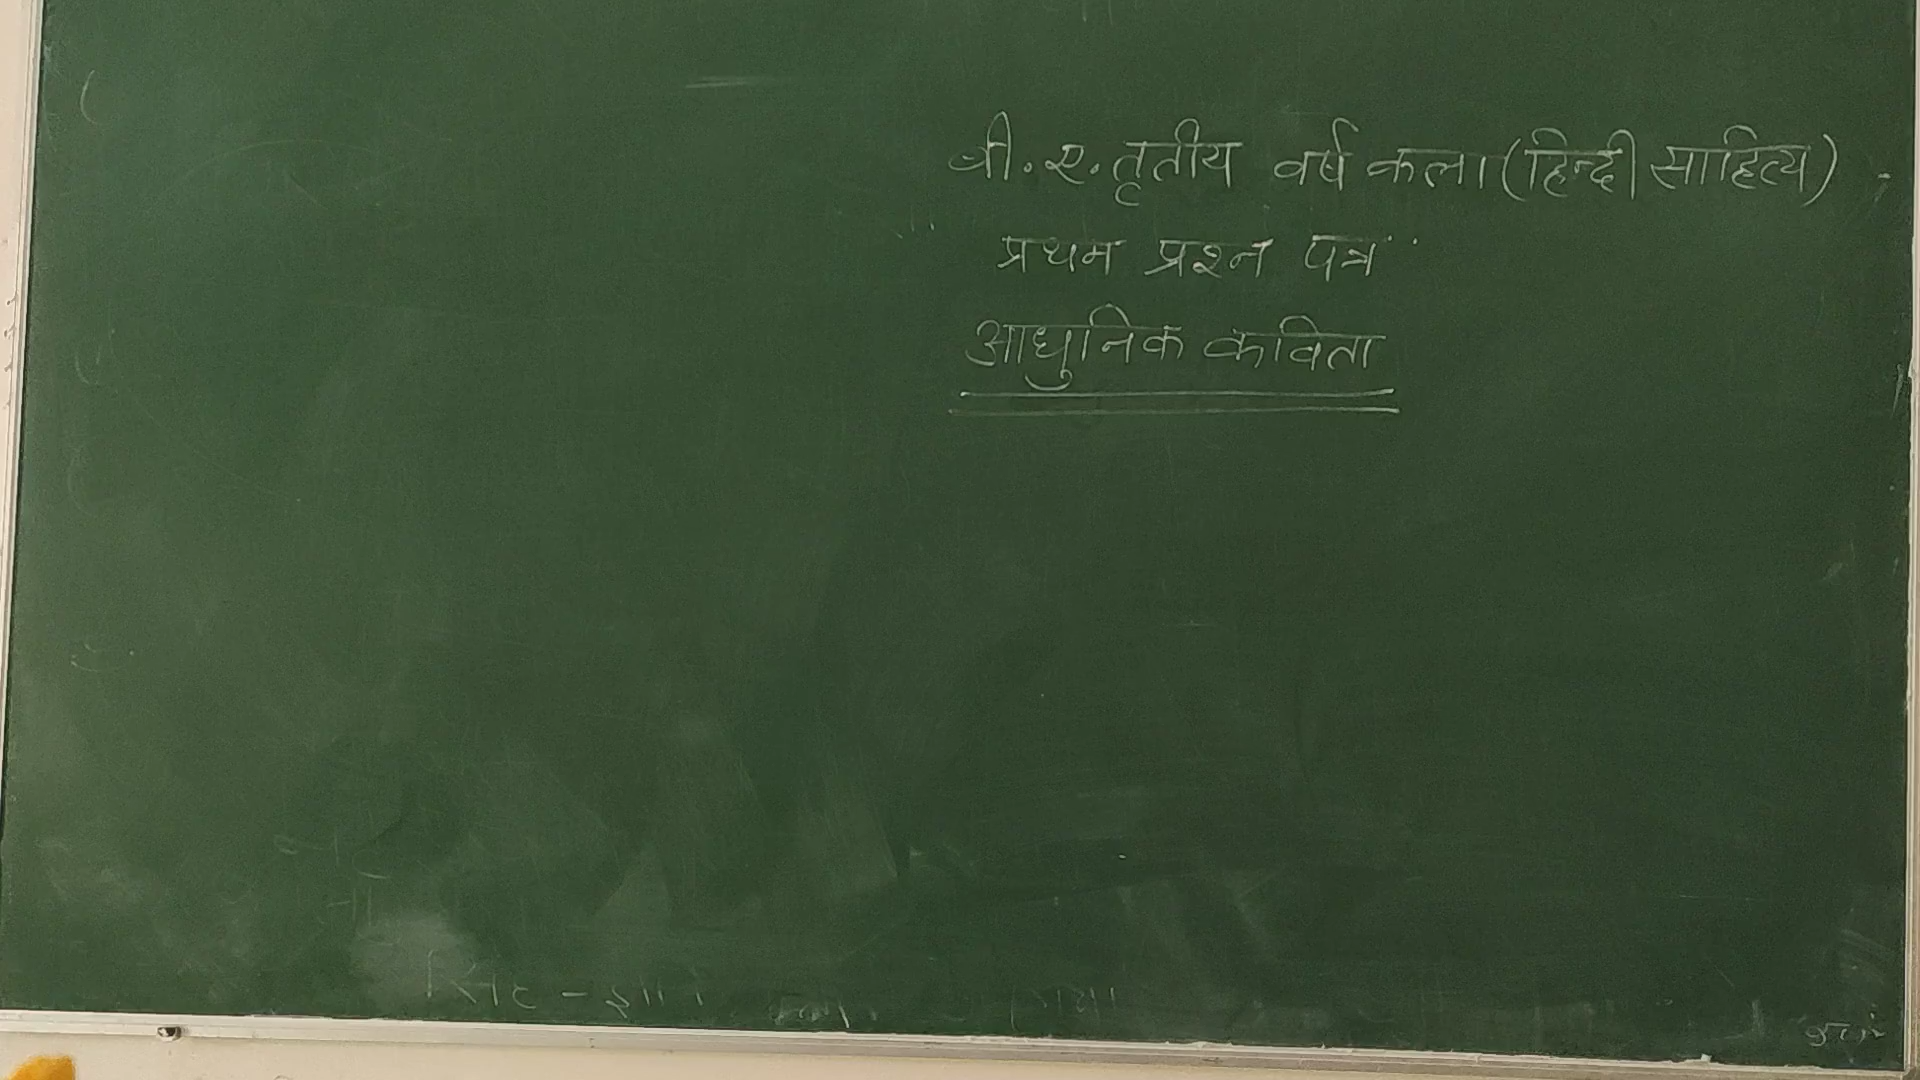 बी.ए.तृतीय वर्ष कला (हिन्दी साहित्य)
प्रथम प्रश्न पत्र
आधुनिक कविता